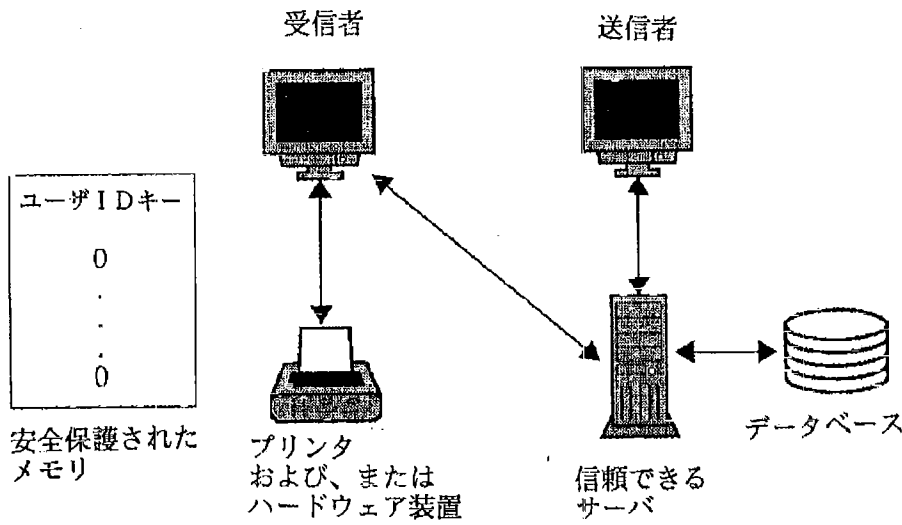 受信者
送信者
ユーザIDキー
0
.
.
.
0
安全保護された
メモリ
プリンタ
および、または
ハードウェア装置
信頼できる
サーバ
データベース